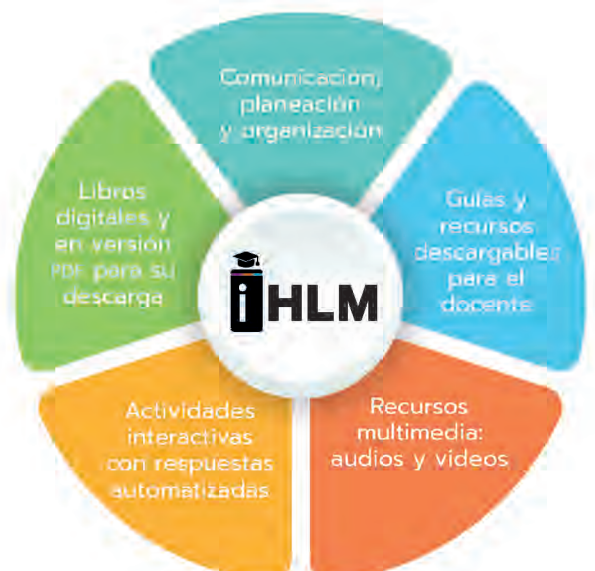 Comunicación,
planeación
y organización
Guías y
recursos
descargables
para el
docente
Recursos
multimedia:
audios y videos
Actividades
interactivas
con respuestas
automatizadas
Libros
digitales y
en versión
PDF para su
descarga
iHLM